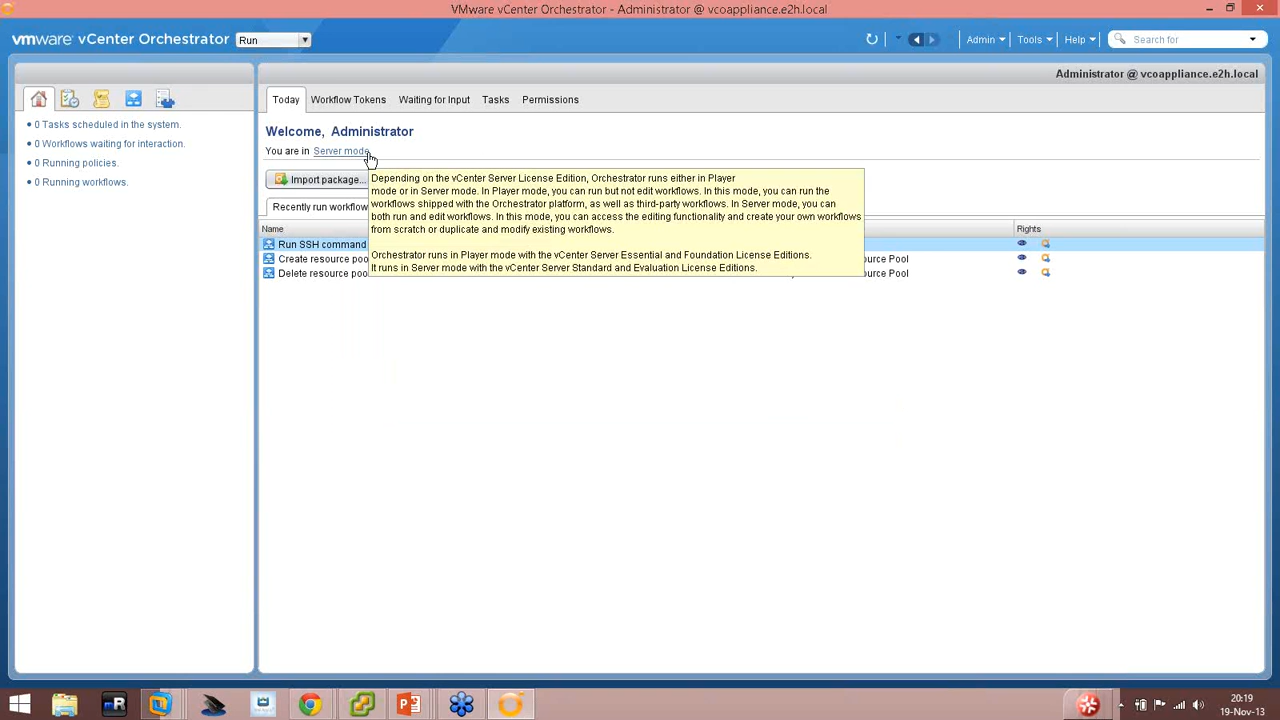 VMware vCenter Orchestrator - Administrator @ vcoappliance.e2h.local
vmware vCenter Orchestrator Run Admin Tools Help Search for
Administrator @ vcoappliance.e2h.local
0 Tasks scheduled in the system.
0 Workflows waiting for interaction.
0 Running policies.
0 Running workflows.
Today Workflow Tokens Waiting for Input Tasks Permissions
Welcome, Administrator
You are in Server mode
Import package...
Depending on the vCenter Server License Edition, Orchestrator runs either in Player
mode or in Server mode. In Player mode, you can run but not edit workflows. In this mode, you can run the
workflows shipped with the Orchestrator platform, as well as third-party workflows. In Server mode, you can
both run and edit workflows. In this mode, you can access the editing functionality and create your own workflows
from scratch or duplicate and modify existing workflows.
Orchestrator runs in Player mode with the vCenter Server Essential and Foundation License Editions.
It runs in Server mode with the vCenter Server Standard and Evaluation License Editions.
Recently run workflow
Name Rights
Run SSH command
Create resource poo ource Pool
Delete resource poo ource Pool
mR
20:19
19-Nov-13